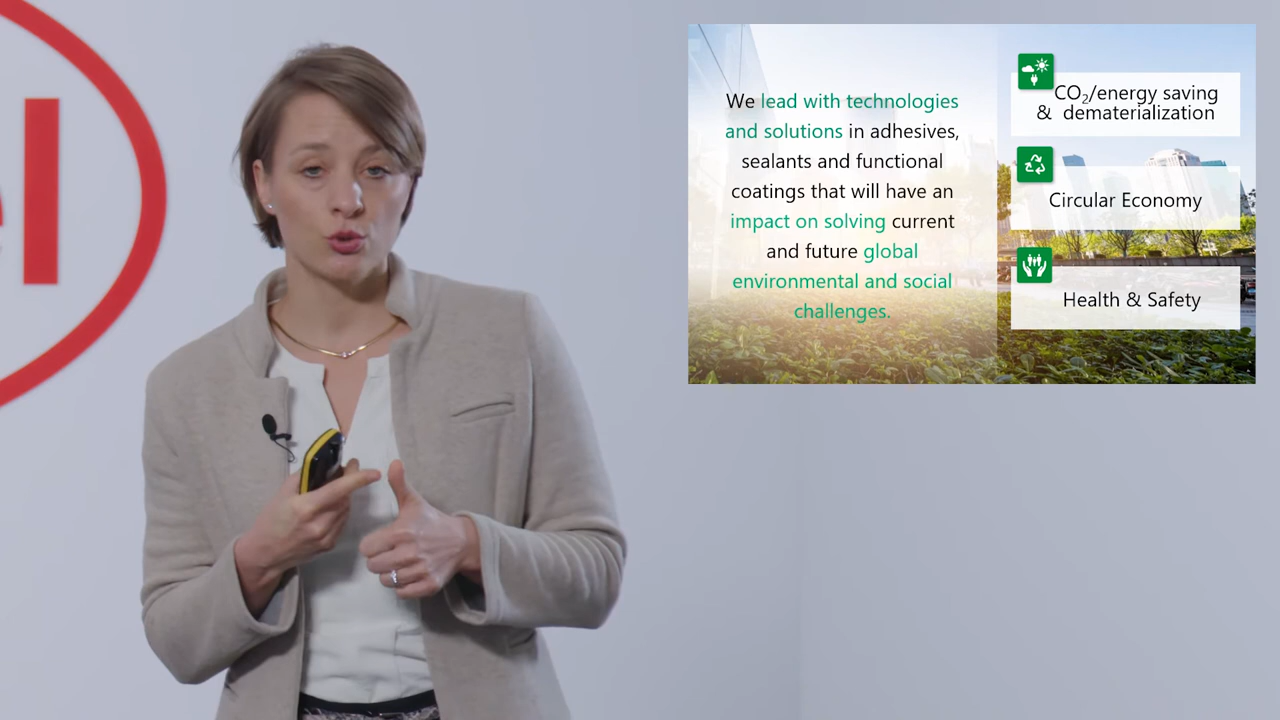 el
We lead with technologies
and solutions in adhesives,
sealants and functional
coatings that will have an
impact on solving current
and future global
environmental and social
challenges.
CO₂/energy saving
& dematerialization
Circular Economy
Health & Safety